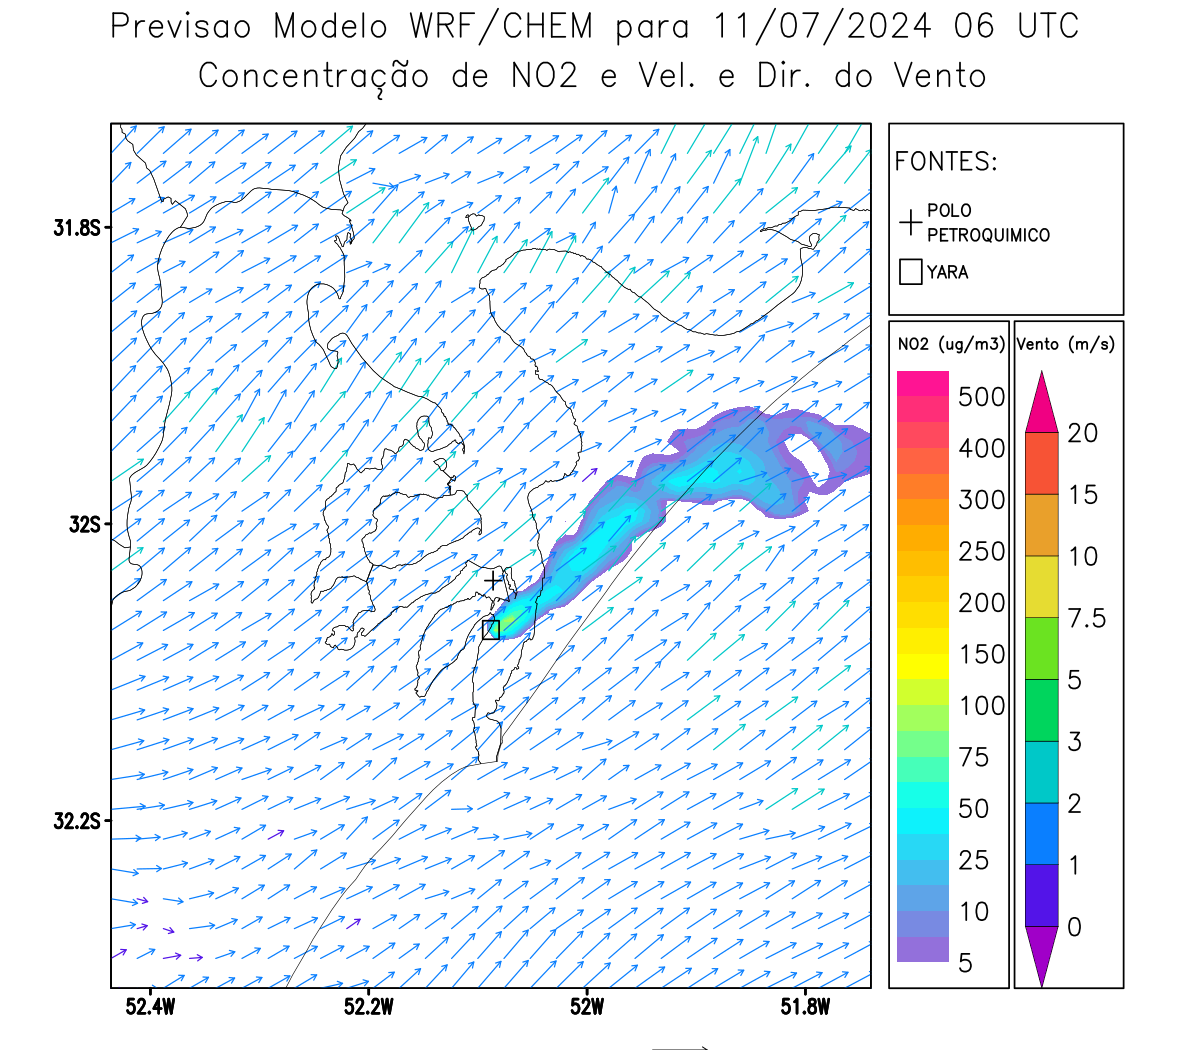 Previsao Modelo WRF/CHEM para 11/07/2024 06 UTC
Concentração de NO2 e Vel. e Dir. do Vento
FONTES:
POLO
PETROQUIMICO
YARA
31.8S
32S
32.2S
52.4W
52.2W
52W
51.8W
NO2 (ug/m3)
500
400
300
250
200
150
100
75
50
25
10
5
Vento (m/s)
20
15
10
7.5
5
3
2
1
0